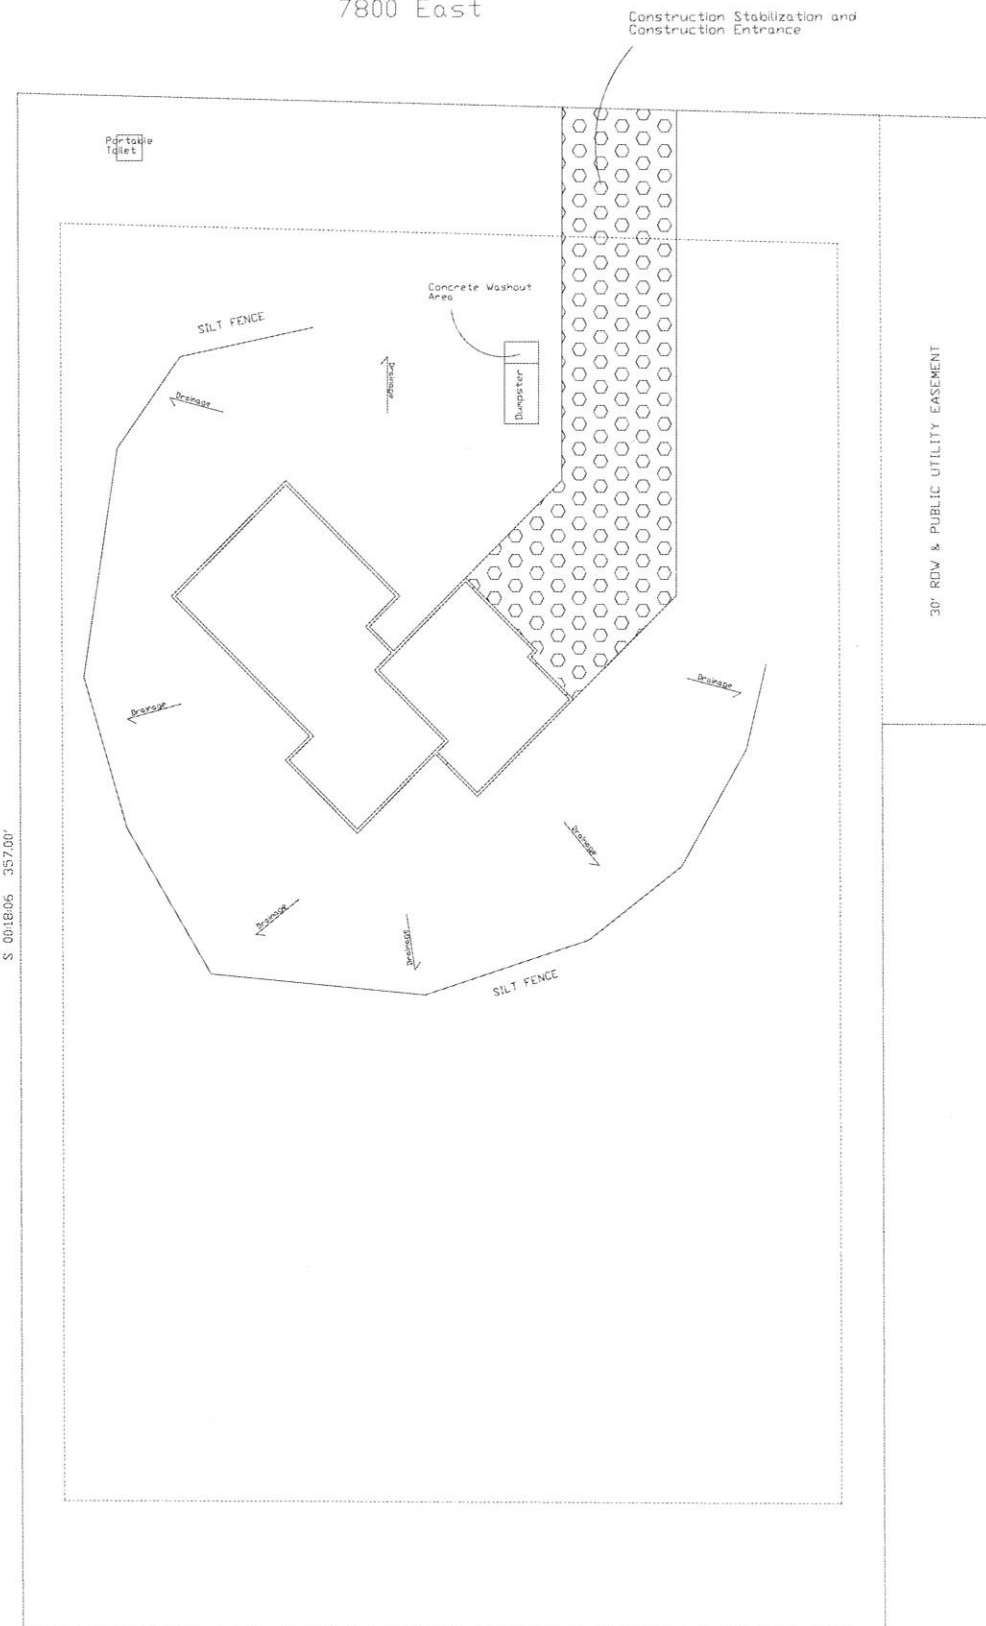 7800 East
Construction Stabilization and
Construction Entrance
Portable
Toilet
Concrete Washout
Area
SILT FENCE
Drainage
Drainage
Dumpster
30' ROW & PUBLIC UTILITY EASEMENT
Drainage
Drainage
Drainage
S 00:18:06 357.00'
Drainage
Drainage
SILT FENCE